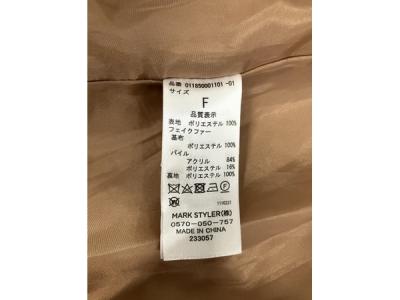 品番 011850001101 -01
サイズ
F
品質表示
表地 ポリエステル 100%
フェイクファー
基布
ポリエステル 100%
パイル
アクリル 84%
ポリエステル 16%
裏地 ポリエステル 100%
MARK STYLER(株)
0570-050-757
MADE IN CHINA
233057